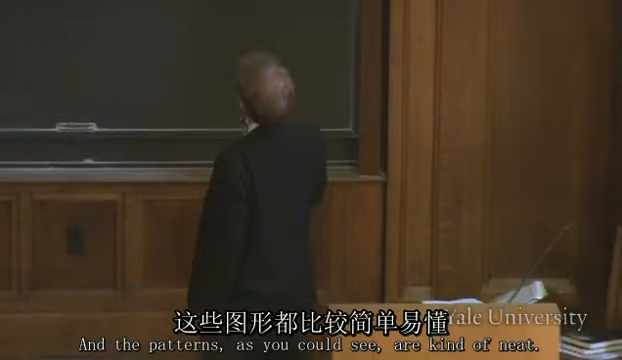 这些图形都比较简单易懂
Yale University
And the patterns, as you could see, are kind of neat.